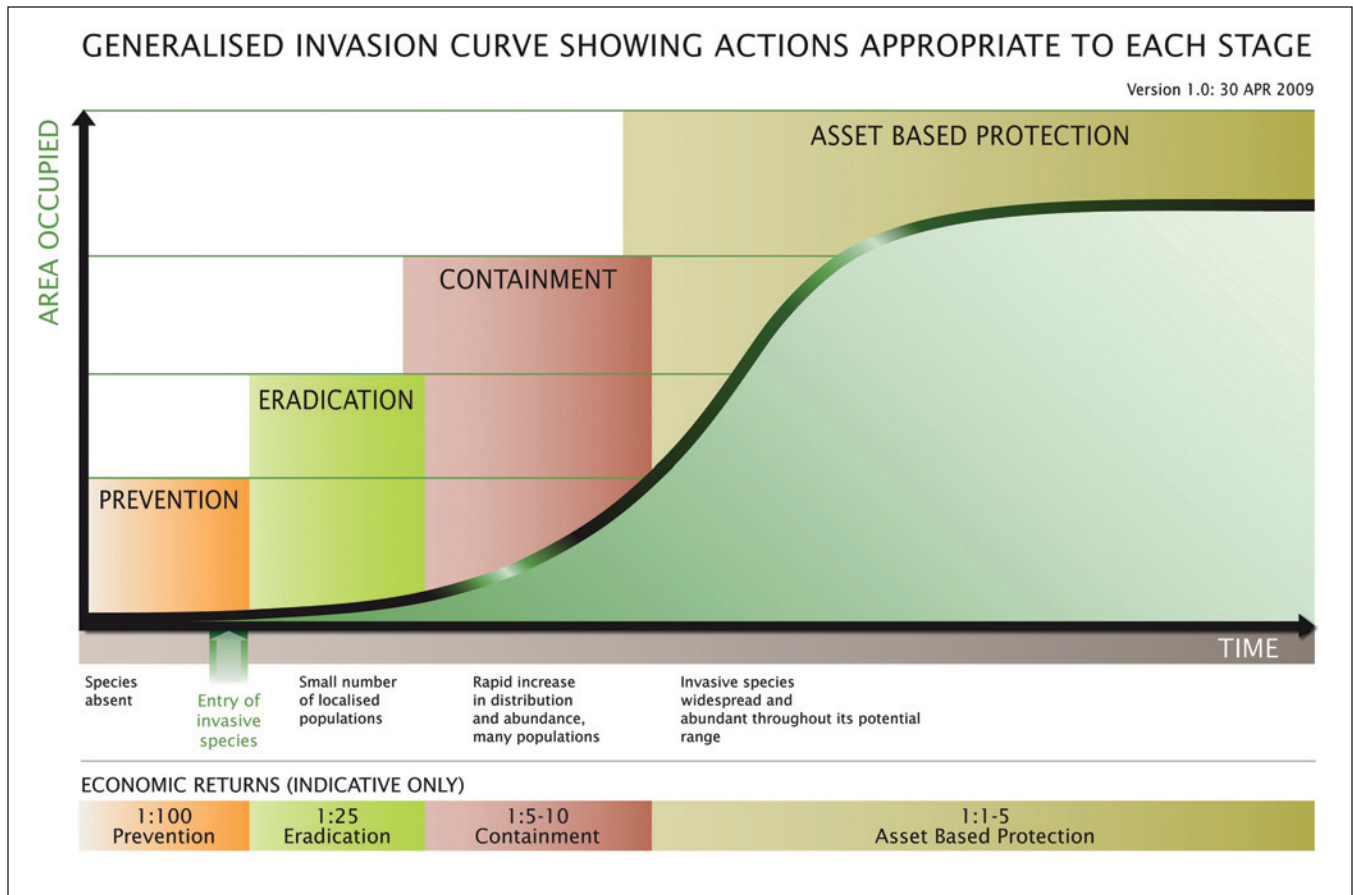 GENERALISED INVASION CURVE SHOWING ACTIONS APPROPRIATE TO EACH STAGE
Version 1.0: 30 APR 2009
AREA OCCUPIED
ASSET BASED PROTECTION
CONTAINMENT
ERADICATION
PREVENTION
TIME
Species
absent
Entry of
invasive
species
Small number
of localised
populations
Rapid increase
in distribution
and abundance,
many populations
Invasive species
widespread and
abundant throughout its potential
range
ECONOMIC RETURNS (INDICATIVE ONLY)
1:100
Prevention
1:25
Eradication
1:5-10
Containment
1:1-5
Asset Based Protection